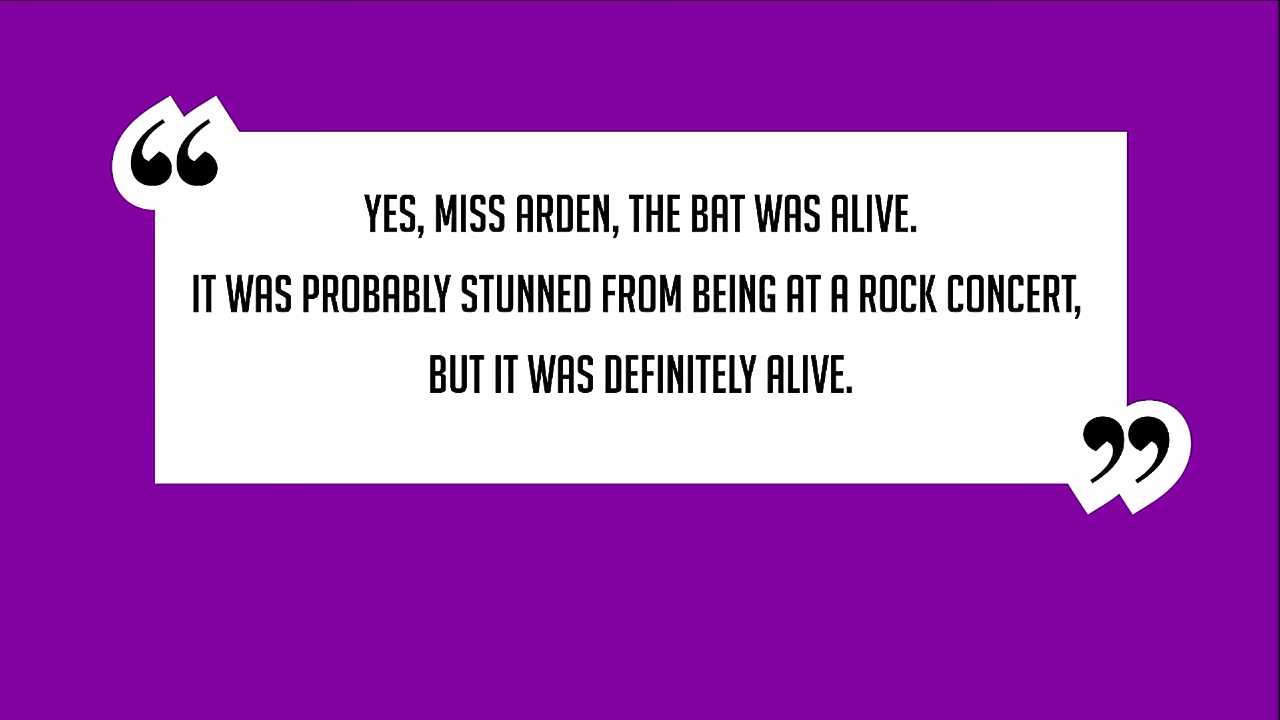 “
YES, MISS ARDEN, THE BAT WAS ALIVE.
IT WAS PROBABLY STUNNED FROM BEING AT A ROCK CONCERT,
BUT IT WAS DEFINITELY ALIVE.
”